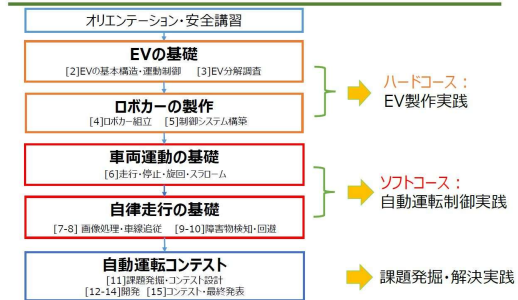 オリエンテーション・安全講習
EVの基礎
[2]EVの基本構造・運動制御 [3]EV分解調査
ロボカーの製作
[4]ロボカー組立 [5]制御システム構築
ハードコース：
EV製作実践
車両運動の基礎
[6]走行・停止・旋回・スラローム
自律走行の基礎
[7-8] 画像処理・車線追従 [9-10]障害物検知・回避
ソフトコース：
自動運転制御実践
自動運転コンテスト
[11]課題発掘・コンテスト設計
[12-14]開発 [15]コンテスト・最終発表
課題発掘・解決実践